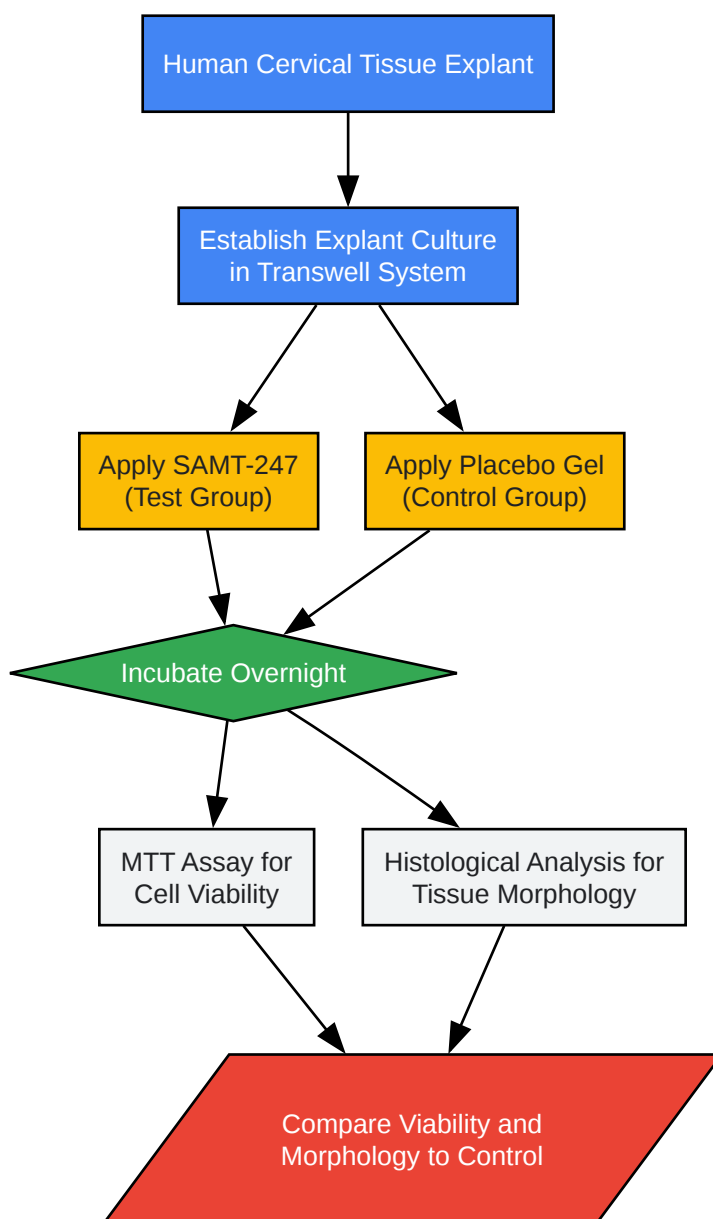 Human Cervical Tissue Explant
Establish Explant Culture
in Transwell System
Apply SAMT-247
(Test Group)
Apply Placebo Gel
(Control Group)
Incubate Overnight
MTT Assay for
Cell Viability
Histological Analysis for
Tissue Morphology
Compare Viability and
Morphology to Control